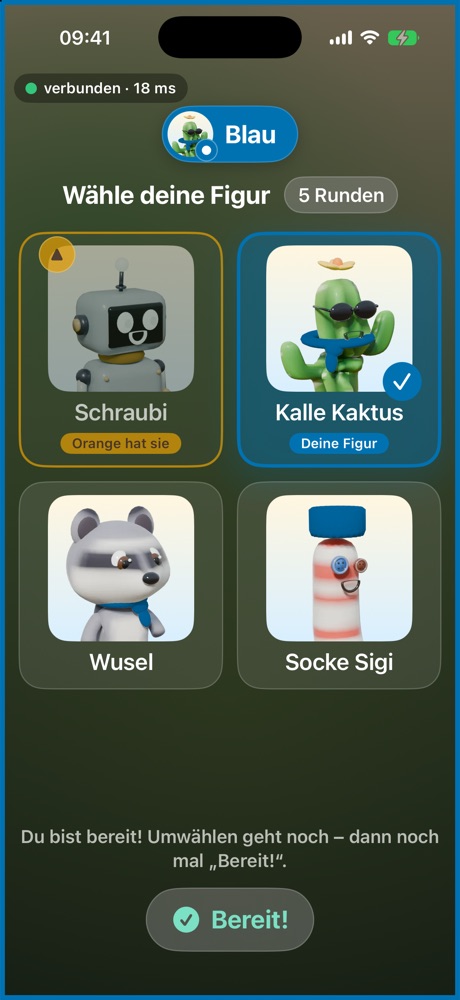 09:41
verbunden · 18 ms
Blau
Wähle deine Figur
5 Runden
Schraubi
Orange hat sie
Kalle Kaktus
Deine Figur
Wusel
Socke Sigi
Du bist bereit! Umwählen geht noch – dann noch
mal „Bereit!“.
Bereit!